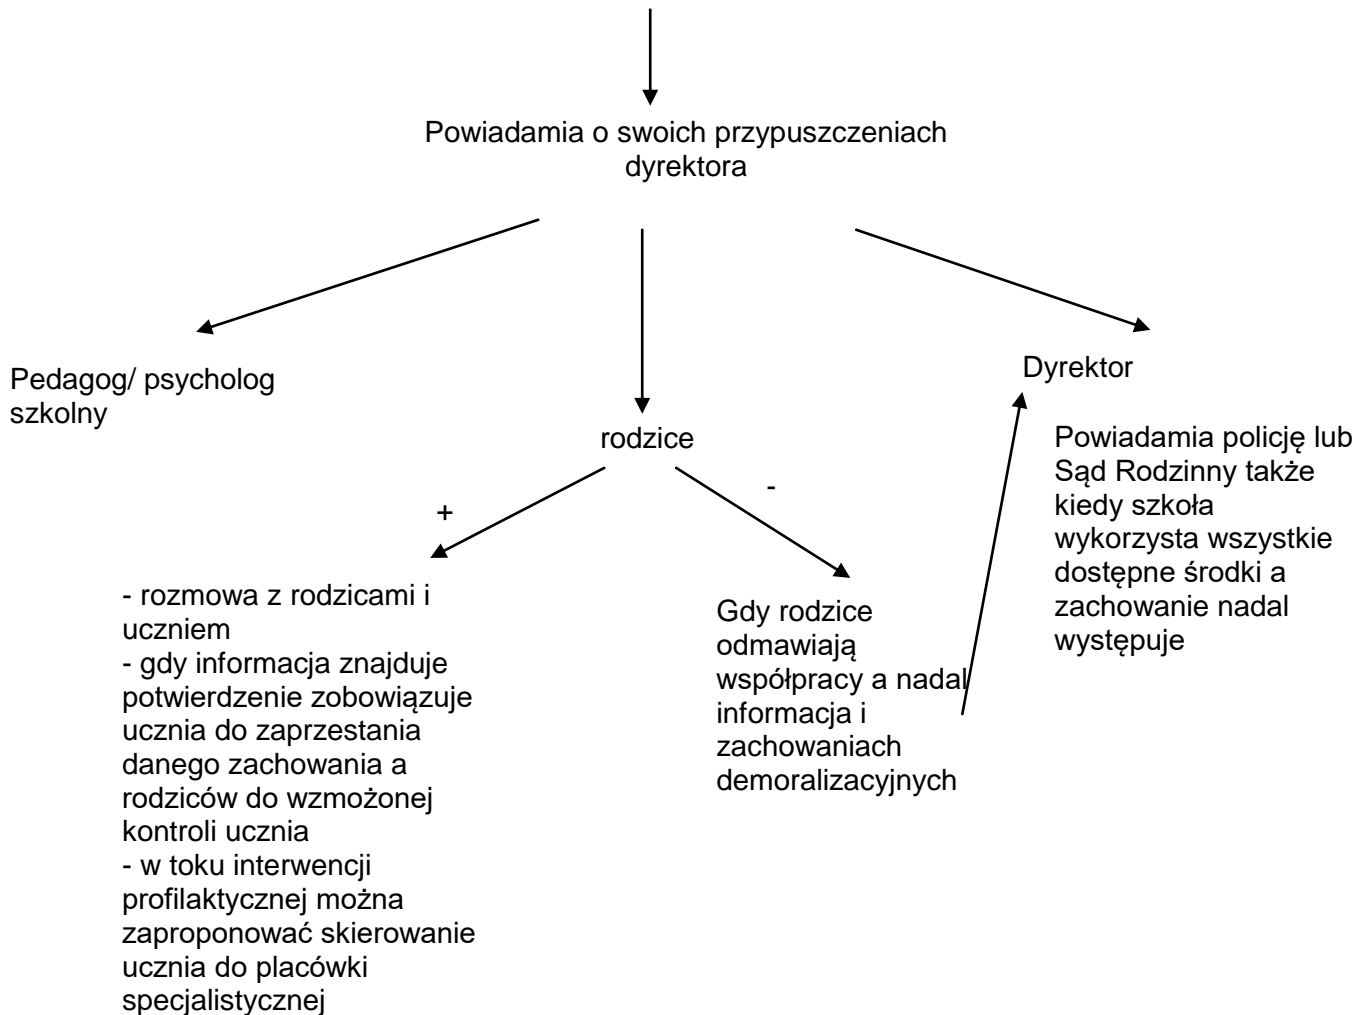 Powiadamia o swoich przypuszczeniach
dyrektora
Pedagog/ psycholog
szkolny
rodzice
Dyrektor
Powiadamia policję lub
Sąd Rodzinny także
kiedy szkoła
wykorzysta wszystkie
dostępne środki a
zachowanie nadal
występuje
+
-
- rozmowa z rodzicami i
uczniem
- gdy informacja znajduje
potwierdzenie zobowiązuje
ucznia do zaprzestania
danego zachowania a
rodziców do wzmożonej
kontroli ucznia
- w toku interwencji
profilaktycznej można
zaproponować skierowanie
ucznia do placówki
specjalistycznej
Gdy rodzice
odmawiają
współpracy a nadal
informacja i
zachowaniach
demoralizacyjnych